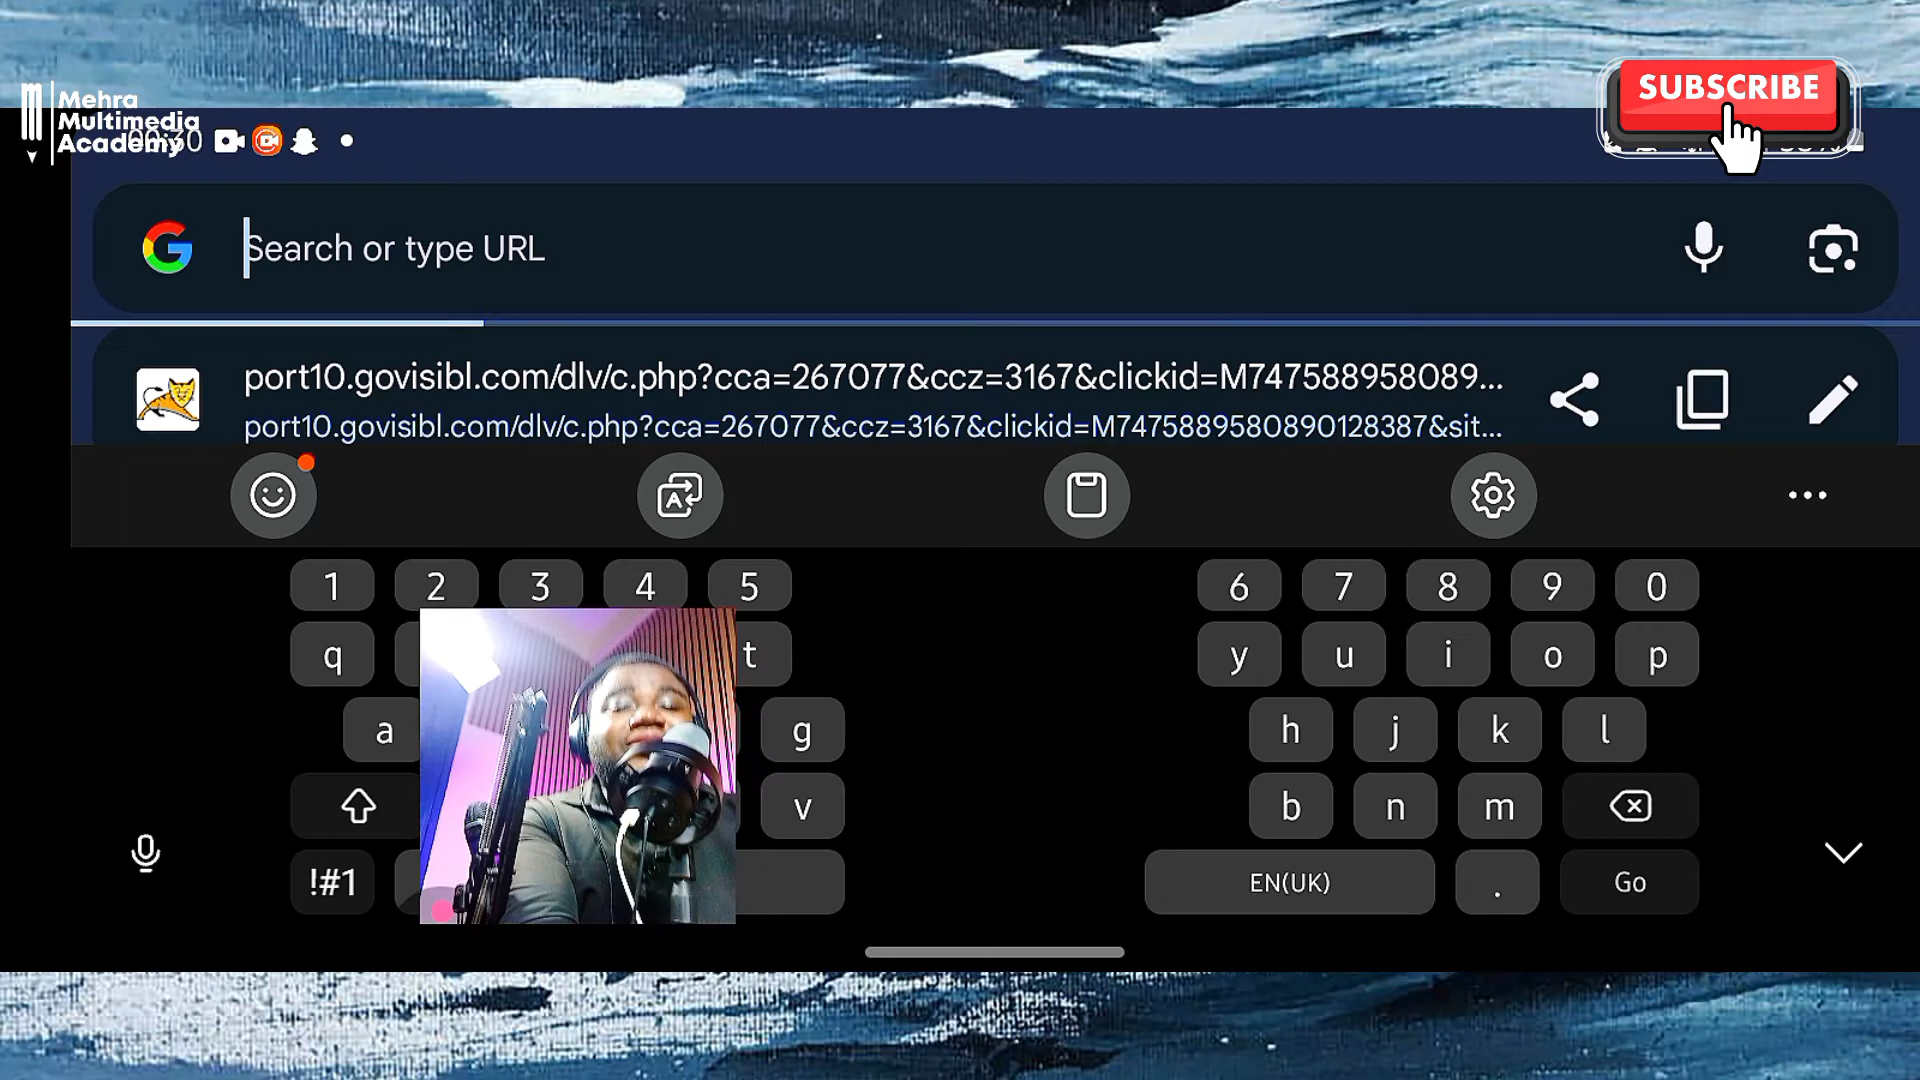 SUBSCRIBE
Mehra
Multimedia
Academy
00:30
Search or type URL
port10.govisibl.com/dlv/c.php?cca=267077&ccz=3167&clickid=M747588958089...
port10.govisibl.com/dlv/c.php?cca=267077&ccz=3167&clickid=M7475889580890128387&sit...
1 2 3 4 5 6 7 8 9 0
q t y u i o p
a g h j k l
v b n m
!#1 EN(UK) . Go